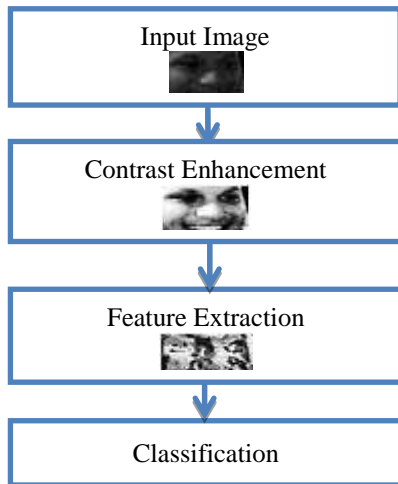 Input Image
Contrast Enhancement
Feature Extraction
Classification